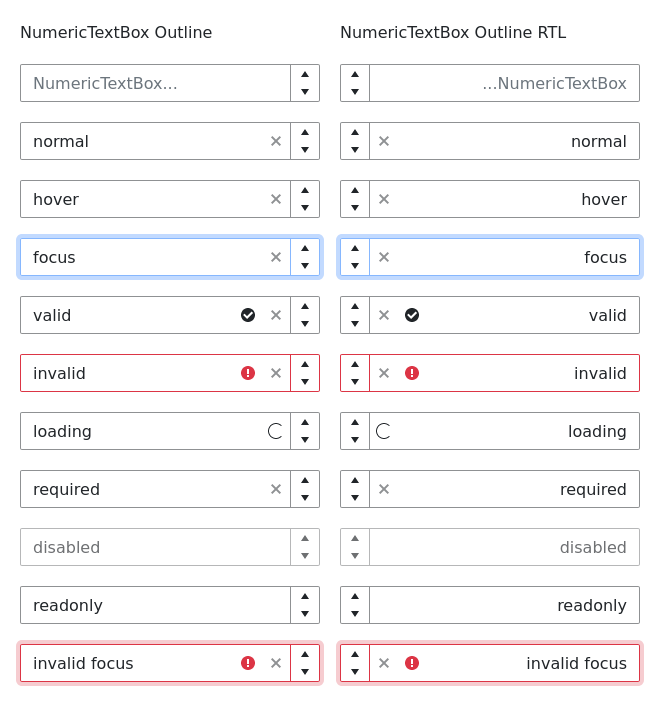 NumericTextBox Outline
NumericTextBox Outline RTL
NumericTextBox...
...NumericTextBox
normal
normal
hover
hover
focus
focus
valid
valid
invalid
invalid
loading
loading
required
required
disabled
disabled
readonly
readonly
invalid focus
invalid focus